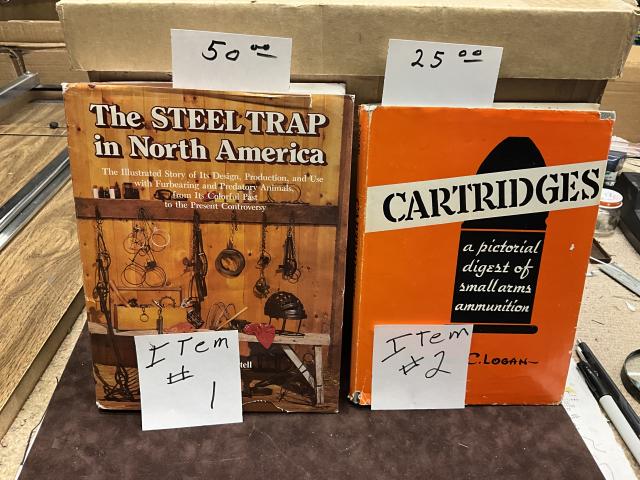 50 00
25 00
The STEEL TRAP
in North America
The Illustrated Story of Its Design, Production, and Use
with Furbearing and Predatory Animals,
from Its Colorful Past
to the Present Controversy
ITem
#
1
CARTRIDGES
a pictorial
digest of
small arms
ammunition
ITem
#2
C. LOGAN